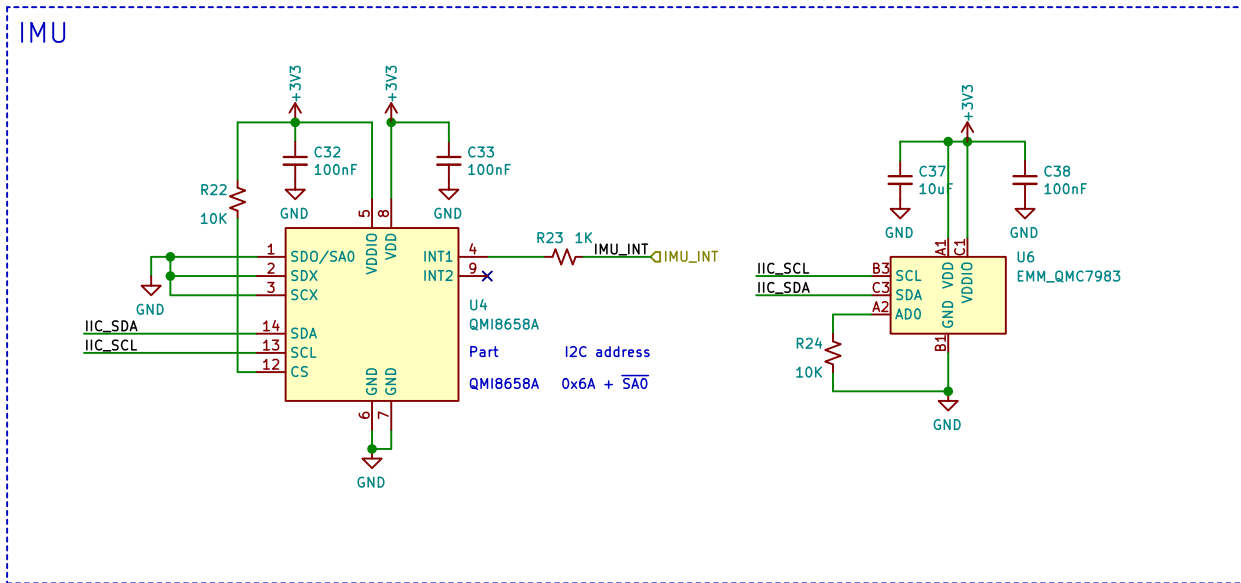 IMU
+3V3
+3V3
+3V3
C32
100nF
C33
100nF
C37
10uF
C38
100nF
R22
10K
GND
GND
GND
GND
5
8
VDDIO
VDD
1
SDO/SA0
2
SDX
3
SCX
GND
INT1
4
INT2
9
R23 1K
IMU_INT
IMU_INT
U4
QMI8658A
Part I2C address
QMI8658A 0x6A + SA0
IIC_SDA
14
SDA
IIC_SCL
13
SCL
12
CS
GND
GND
6
7
GND
A1
C1
VDD
VDDIO
U6
EMM_QMC7983
IIC_SCL
B3
SCL
IIC_SDA
C3
SDA
A2
AD0
GND
B1
R24
10K
GND